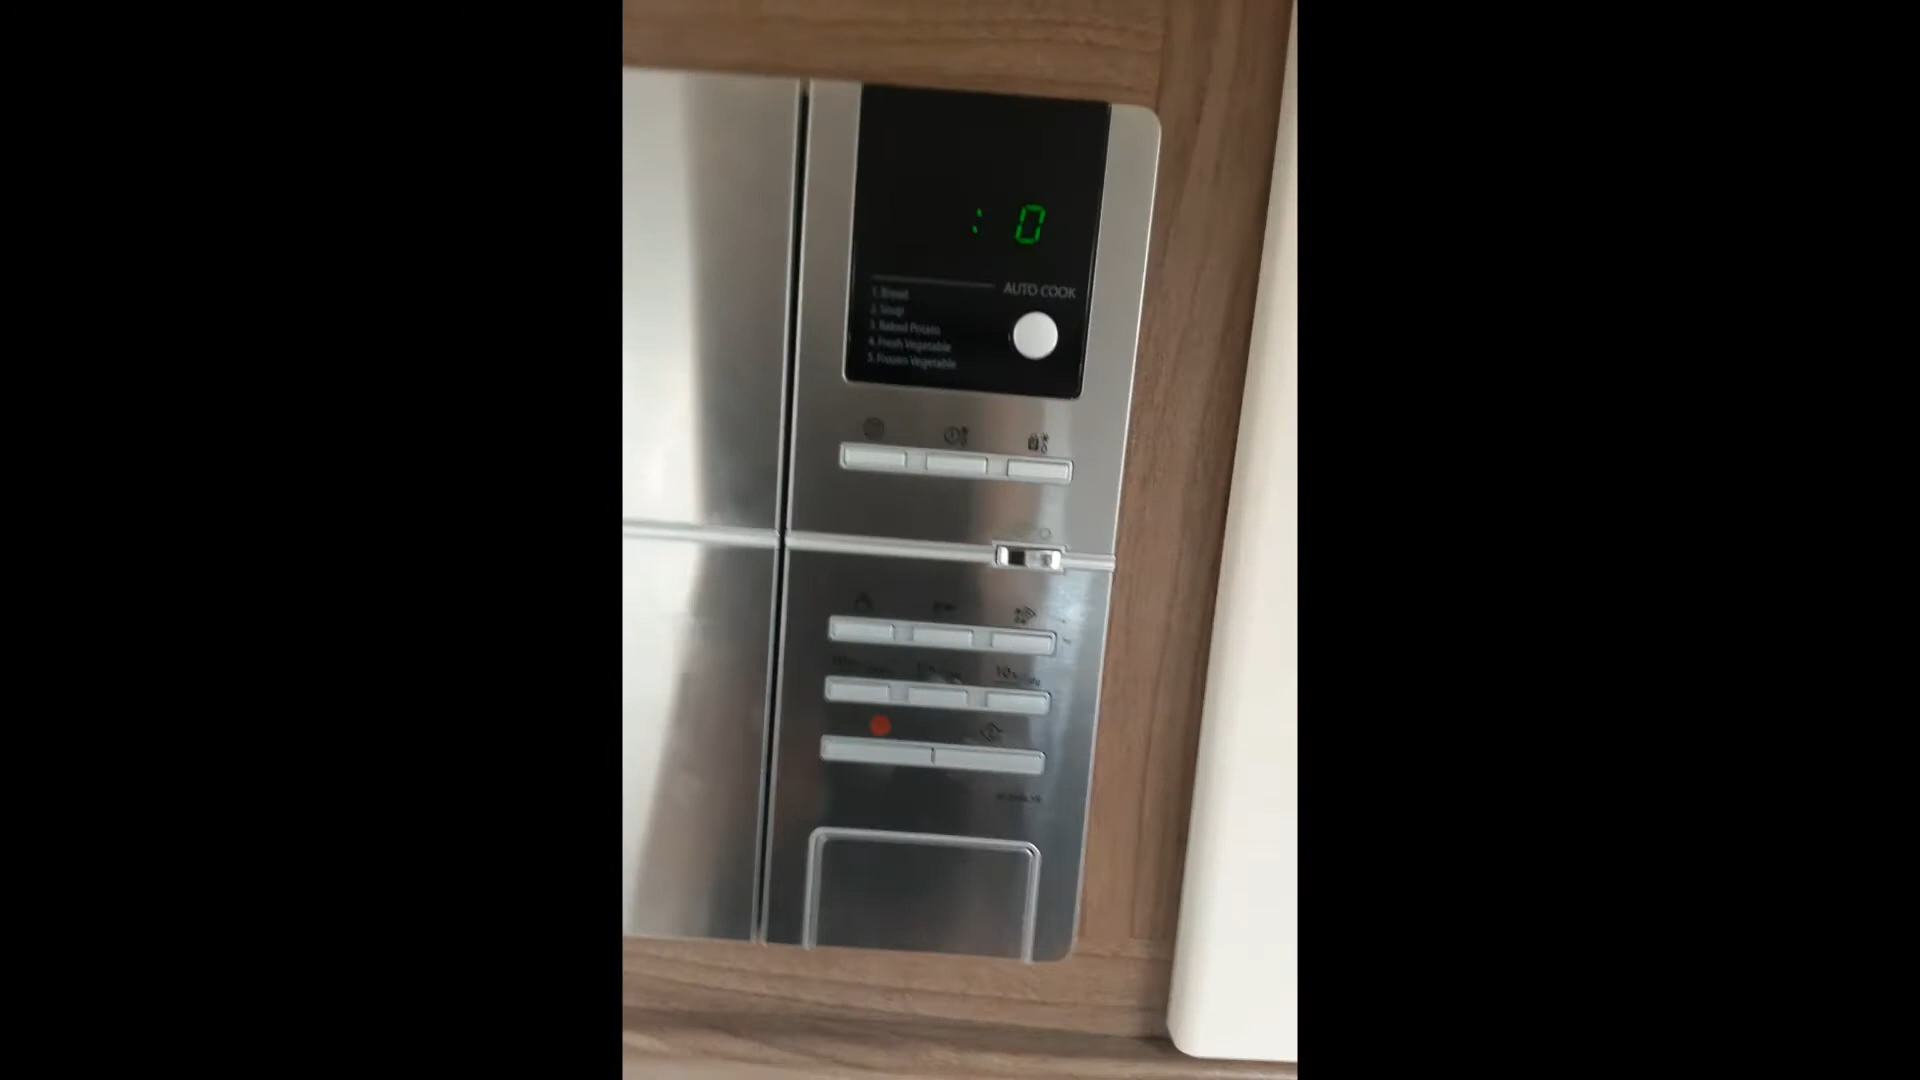 : 0
AUTO COOK
1. Bread
2. Soup
3. Baked Potato
4. Fresh Vegetable
5. Frozen Vegetable